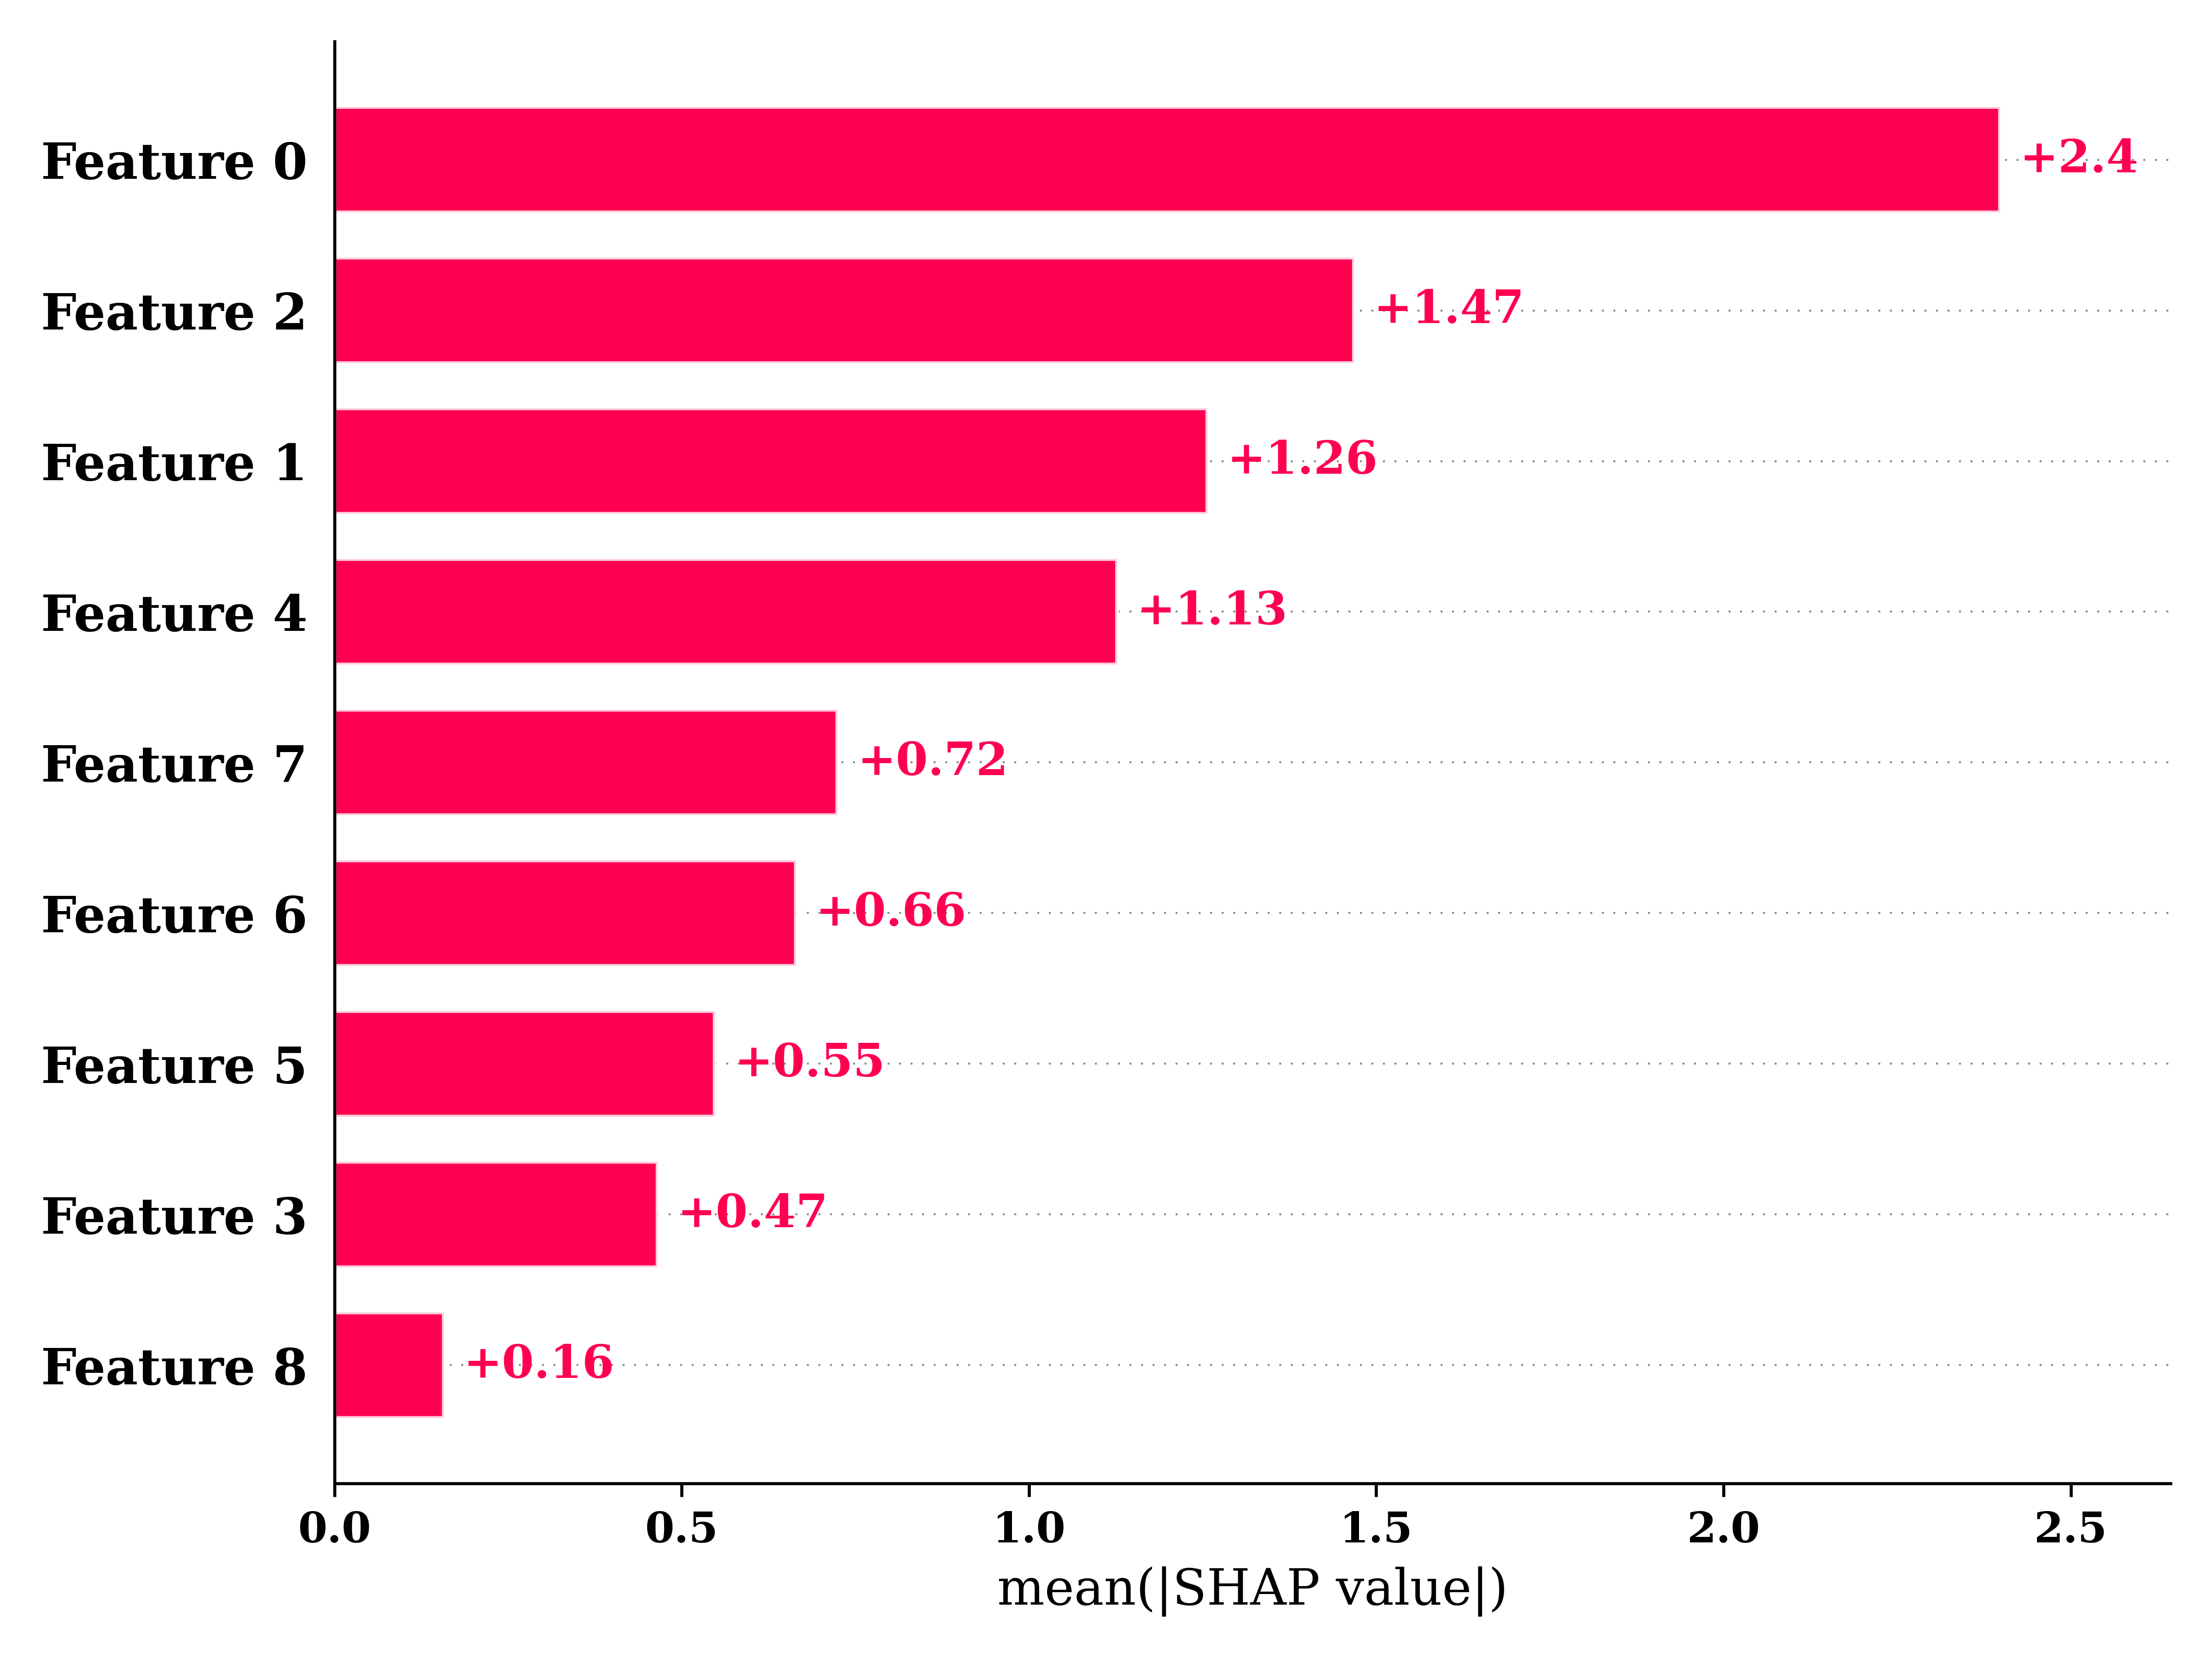 Feature 0 +2.4
Feature 2 +1.47
Feature 1 +1.26
Feature 4 +1.13
Feature 7 +0.72
Feature 6 +0.66
Feature 5 +0.55
Feature 3 +0.47
Feature 8 +0.16
0.0 0.5 1.0 1.5 2.0 2.5
mean(|SHAP value|)